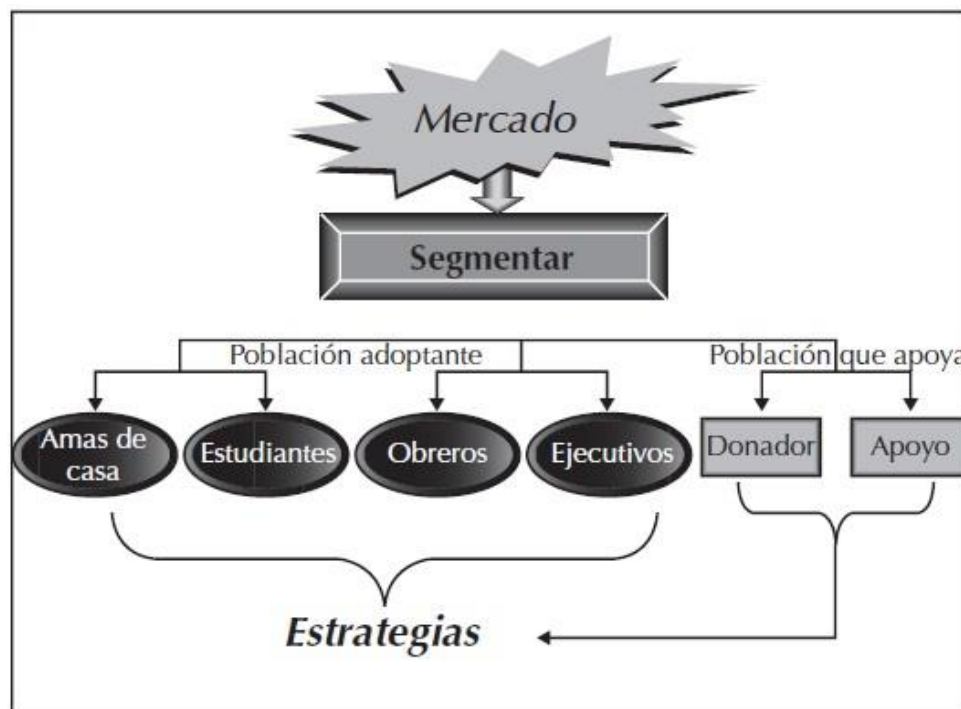 Mercado
Segmentar
Población adoptante
Población que apoya
Amas de
casa
Estudiantes
Obreros
Ejecutivos
Donador
Apoyo
Estrategias